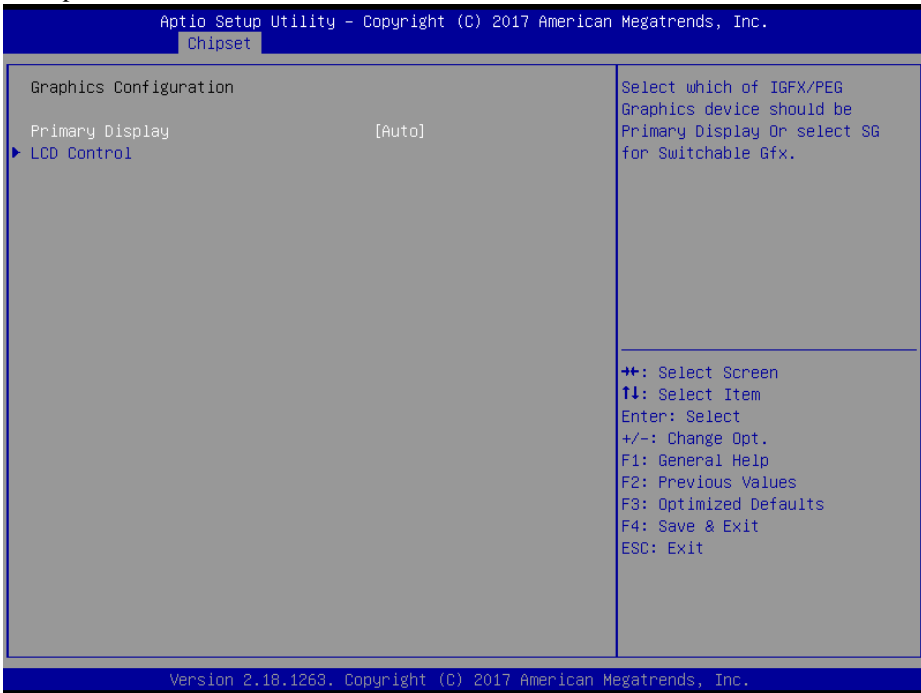 Aptio Setup Utility – Copyright (C) 2017 American Megatrends, Inc.
Chipset
Graphics Configuration
Primary Display [Auto]
LCD Control
Select which of IGFX/PEG
Graphics device should be
Primary Display Or select SG
for Switchable Gfx.
→←: Select Screen
↑↓: Select Item
Enter: Select
+/-: Change Opt.
F1: General Help
F2: Previous Values
F3: Optimized Defaults
F4: Save & Exit
ESC: Exit
Version 2.18.1263. Copyright (C) 2017 American Megatrends, Inc.